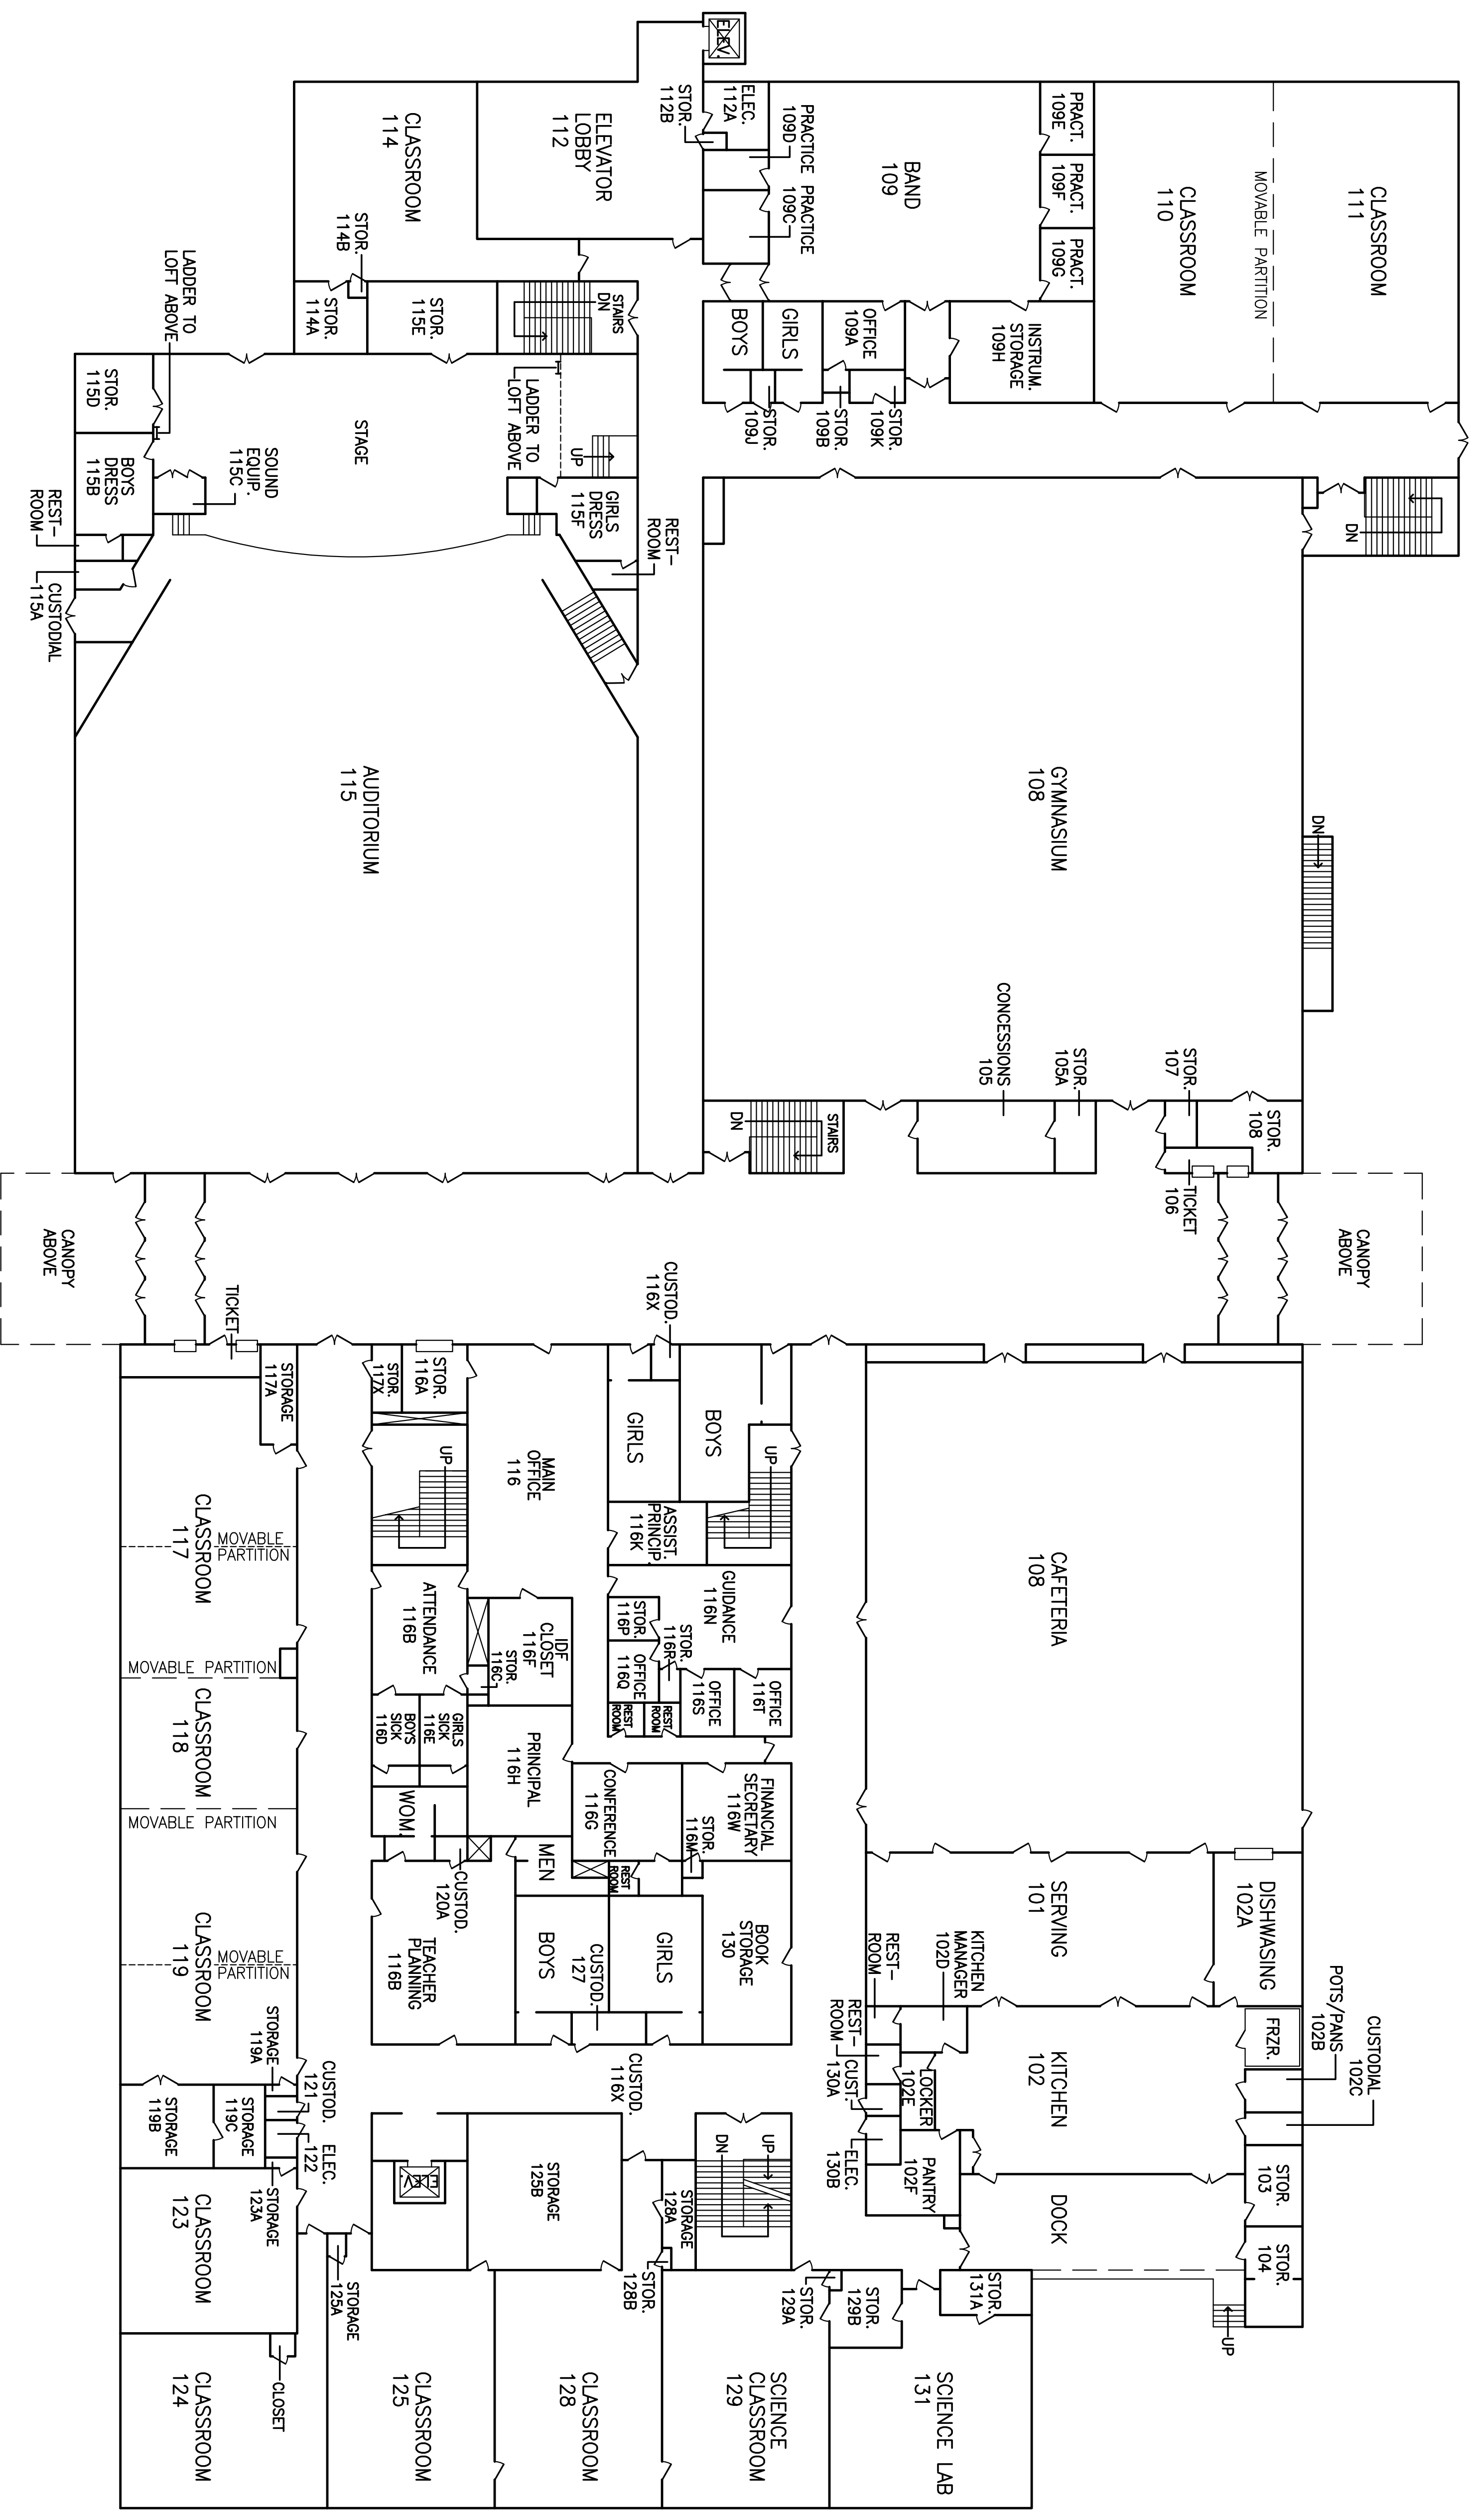 CLASSROOM
111
MOVABLE PARTITION
CLASSROOM
110
PRACT.
109E
PRACT.
109F
PRACT.
109G
INSTRUM.
STORAGE
109H
BAND
109
OFFICE
109A
STOR.
109K
STOR.
109B
STOR.
109J
GIRLS
BOYS
PRACTICE
109D
PRACTICE
109C
ELEC.
112A
STOR.
112B
ELEV.
ELEVATOR
LOBBY
112
CLASSROOM
114
STOR.
114B
STOR.
114A
STOR.
115E
STAIRS
DN
DN
DN
GYMNASIUM
108
CONCESSIONS
105
STOR.
105A
STOR.
107
STOR.
108
TICKET
106
STAIRS
DN
CANOPY
ABOVE
LADDER TO
LOFT ABOVE
LADDER TO
LOFT ABOVE
UP
STAGE
STOR.
115D
BOYS
DRESS
115B
SOUND
EQUIP.
115C
GIRLS
DRESS
115F
REST-
ROOM
REST-
ROOM
CUSTODIAL
115A
AUDITORIUM
115
CANOPY
ABOVE
TICKET
CAFETERIA
108
DISHWASING
102A
SERVING
101
KITCHEN
MANAGER
102D
REST-
ROOM
REST-
ROOM
POTS/PANS
102B
CUSTODIAL
102C
FRZR.
KITCHEN
102
LOCKER
102E
CUST.
130A
ELEC.
130B
PANTRY
102F
STOR.
103
STOR.
104
DOCK
UP
CUSTOD.
116X
GIRLS
BOYS
UP
ASSIST.
PRINCIP.
116K
GUIDANCE
116N
STOR.
116P
STOR.
116R
OFFICE
116Q
OFFICE
116S
OFFICE
116T
REST
ROOM
REST
ROOM
MAIN
OFFICE
116
STOR.
116A
STOR.
117X
UP
ATTENDANCE
116B
IDF
CLOSET
116F
STOR.
116C
GIRLS
SICK
116E
BOYS
SICK
116D
PRINCIPAL
116H
CONFERENCE
116G
FINANCIAL
SECRETARY
116W
STOR.
116M
REST
ROOM
WOM.
MEN
CUSTOD.
120A
TEACHER
PLANNING
116B
BOYS
CUSTOD.
127
GIRLS
BOOK
STORAGE
130
CUSTOD.
116X
STORAGE
117A
CLASSROOM
117
MOVABLE
PARTITION
MOVABLE PARTITION
CLASSROOM
118
MOVABLE PARTITION
CLASSROOM
119
MOVABLE
PARTITION
STORAGE
119A
CUSTOD.
121
ELEC.
122
STORAGE
119B
STORAGE
119C
STORAGE
123A
CLASSROOM
123
STORAGE
125A
CLOSET
CLASSROOM
124
ELEV.
STORAGE
125B
STORAGE
128A
UP
DN
STOR.
128B
STOR.
129A
STOR.
129B
STOR.
131A
CLASSROOM
125
CLASSROOM
128
SCIENCE
CLASSROOM
129
SCIENCE LAB
131